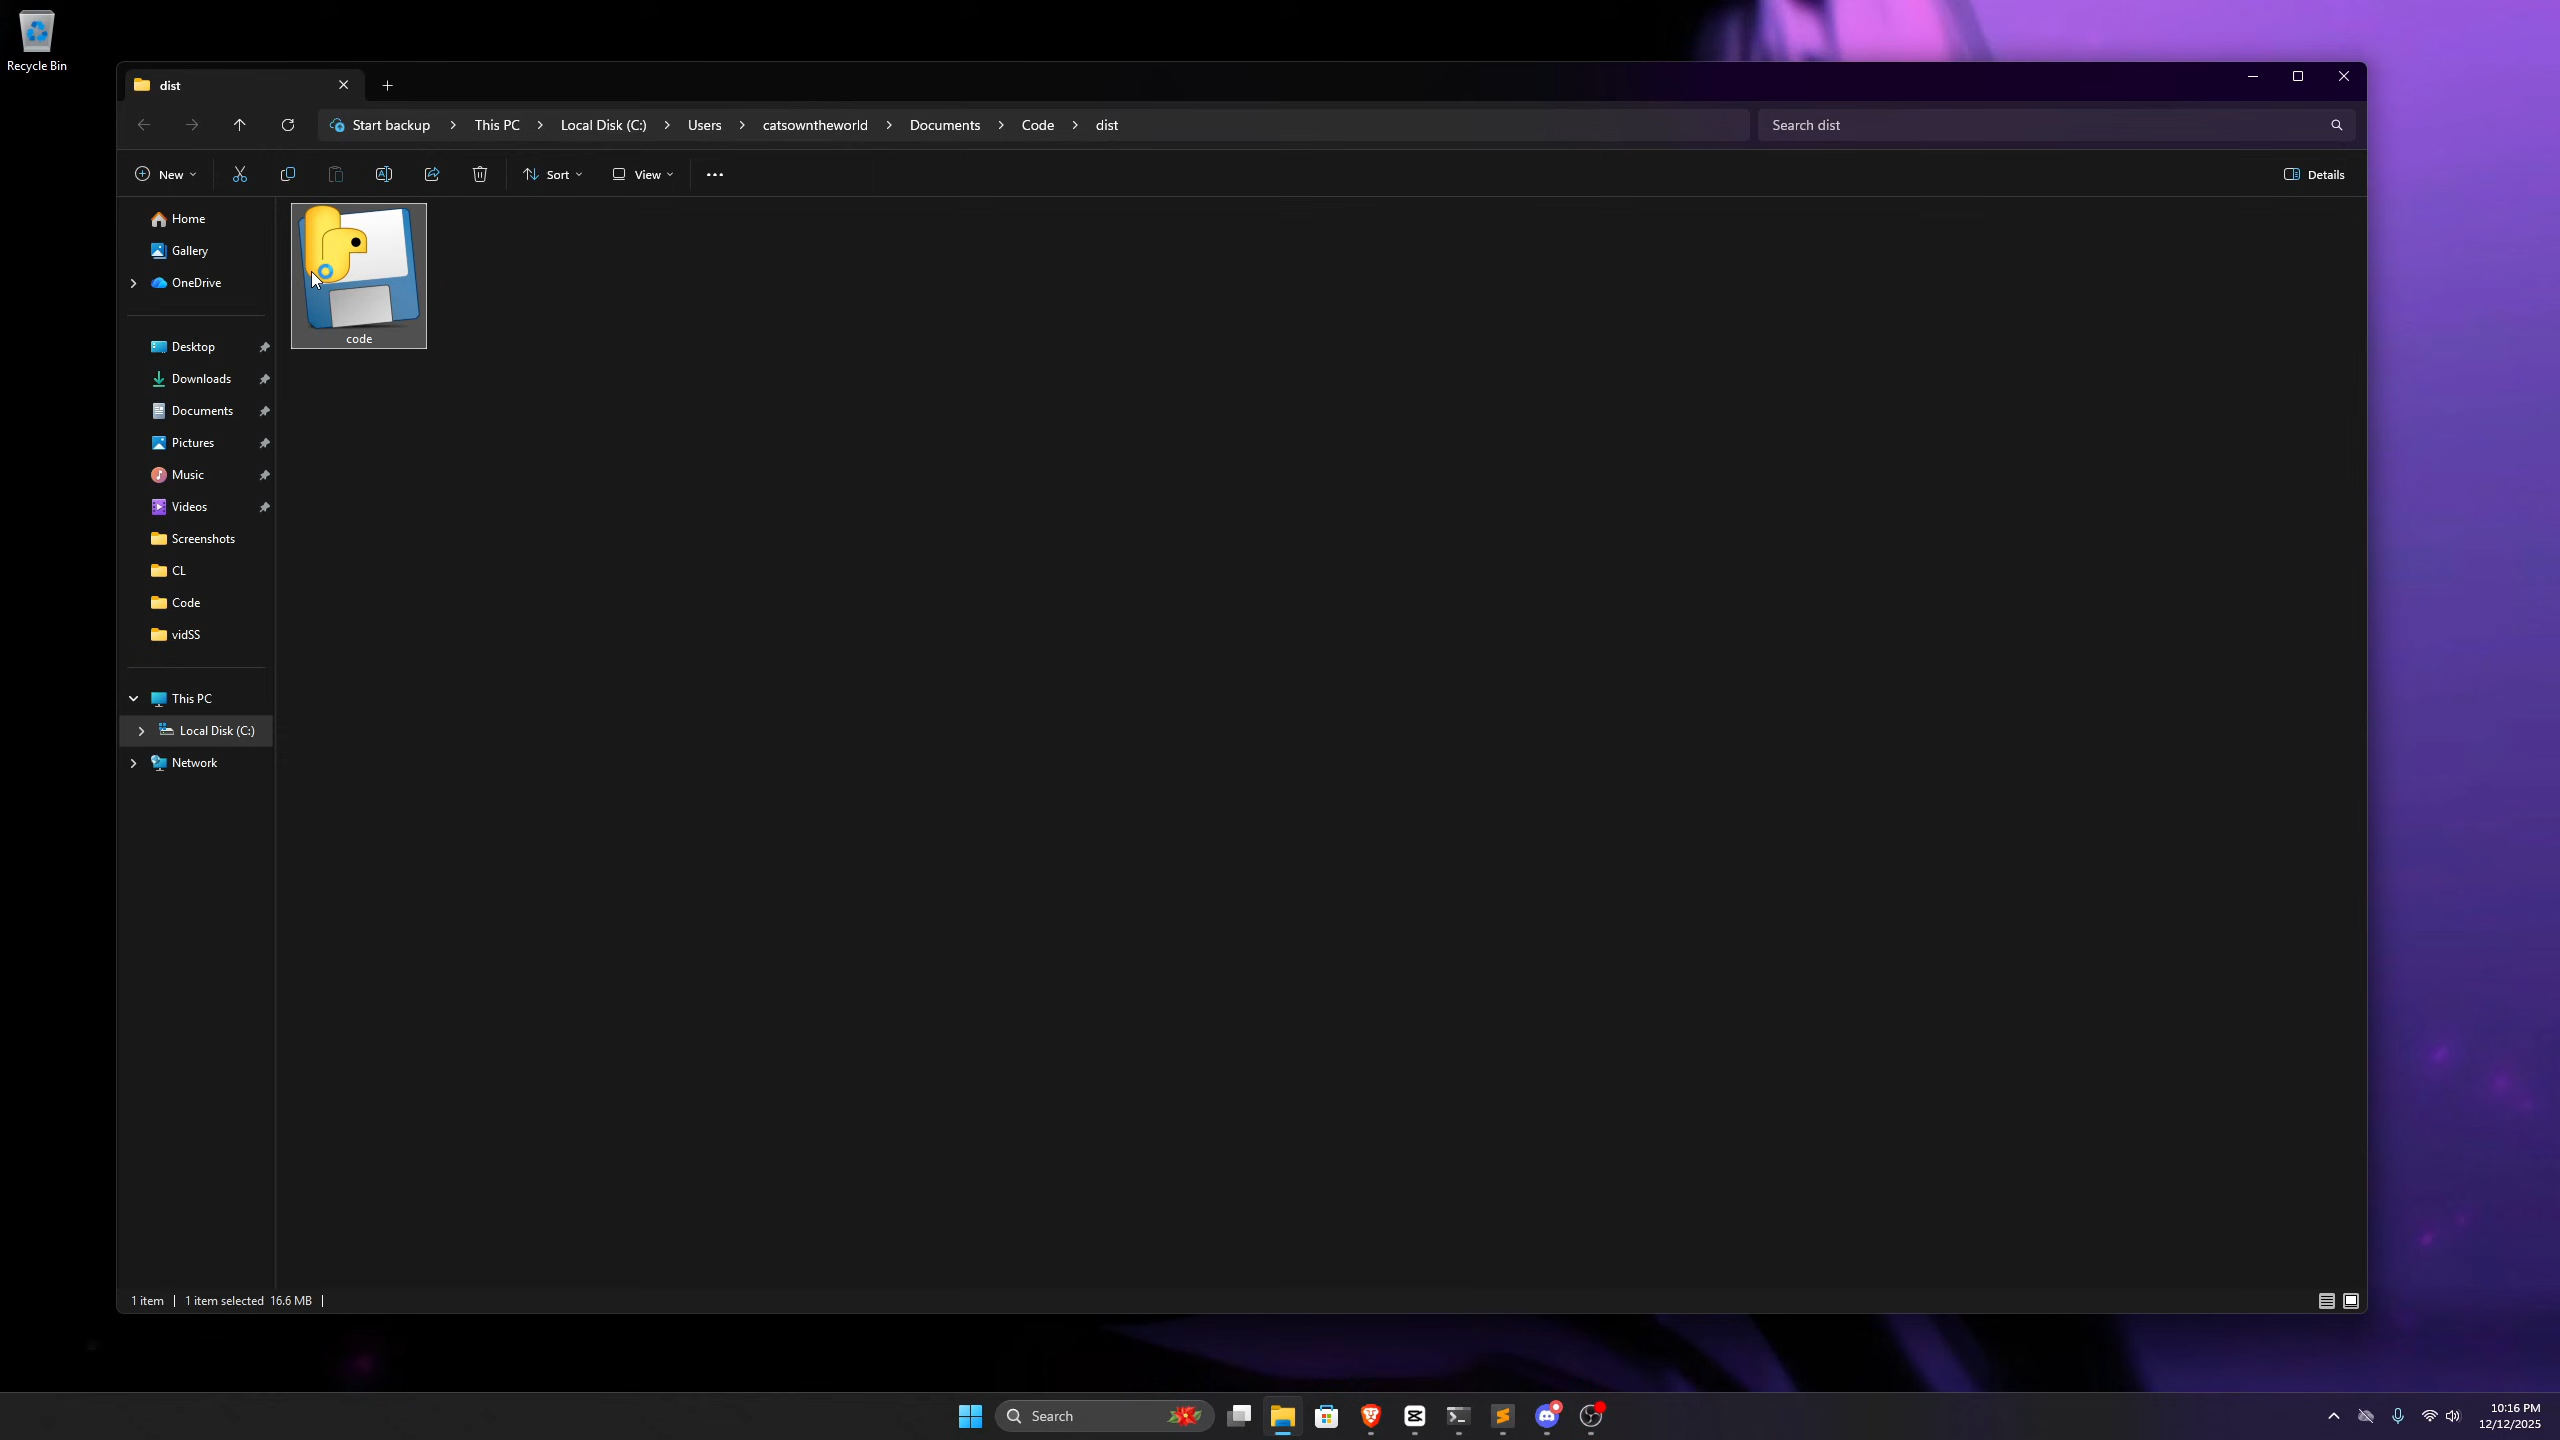 Recycle Bin
dist
Start backup > This PC > Local Disk (C:) > Users > catsowntheworld > Documents > Code > dist
Search dist
New
Sort
View
Details
Home
Gallery
OneDrive
Desktop
Downloads
Documents
Pictures
Music
Videos
Screenshots
CL
Code
vidSS
This PC
Local Disk (C:)
Network
code
1 item | 1 item selected 16.6 MB |
Search
10:16 PM
12/12/2025